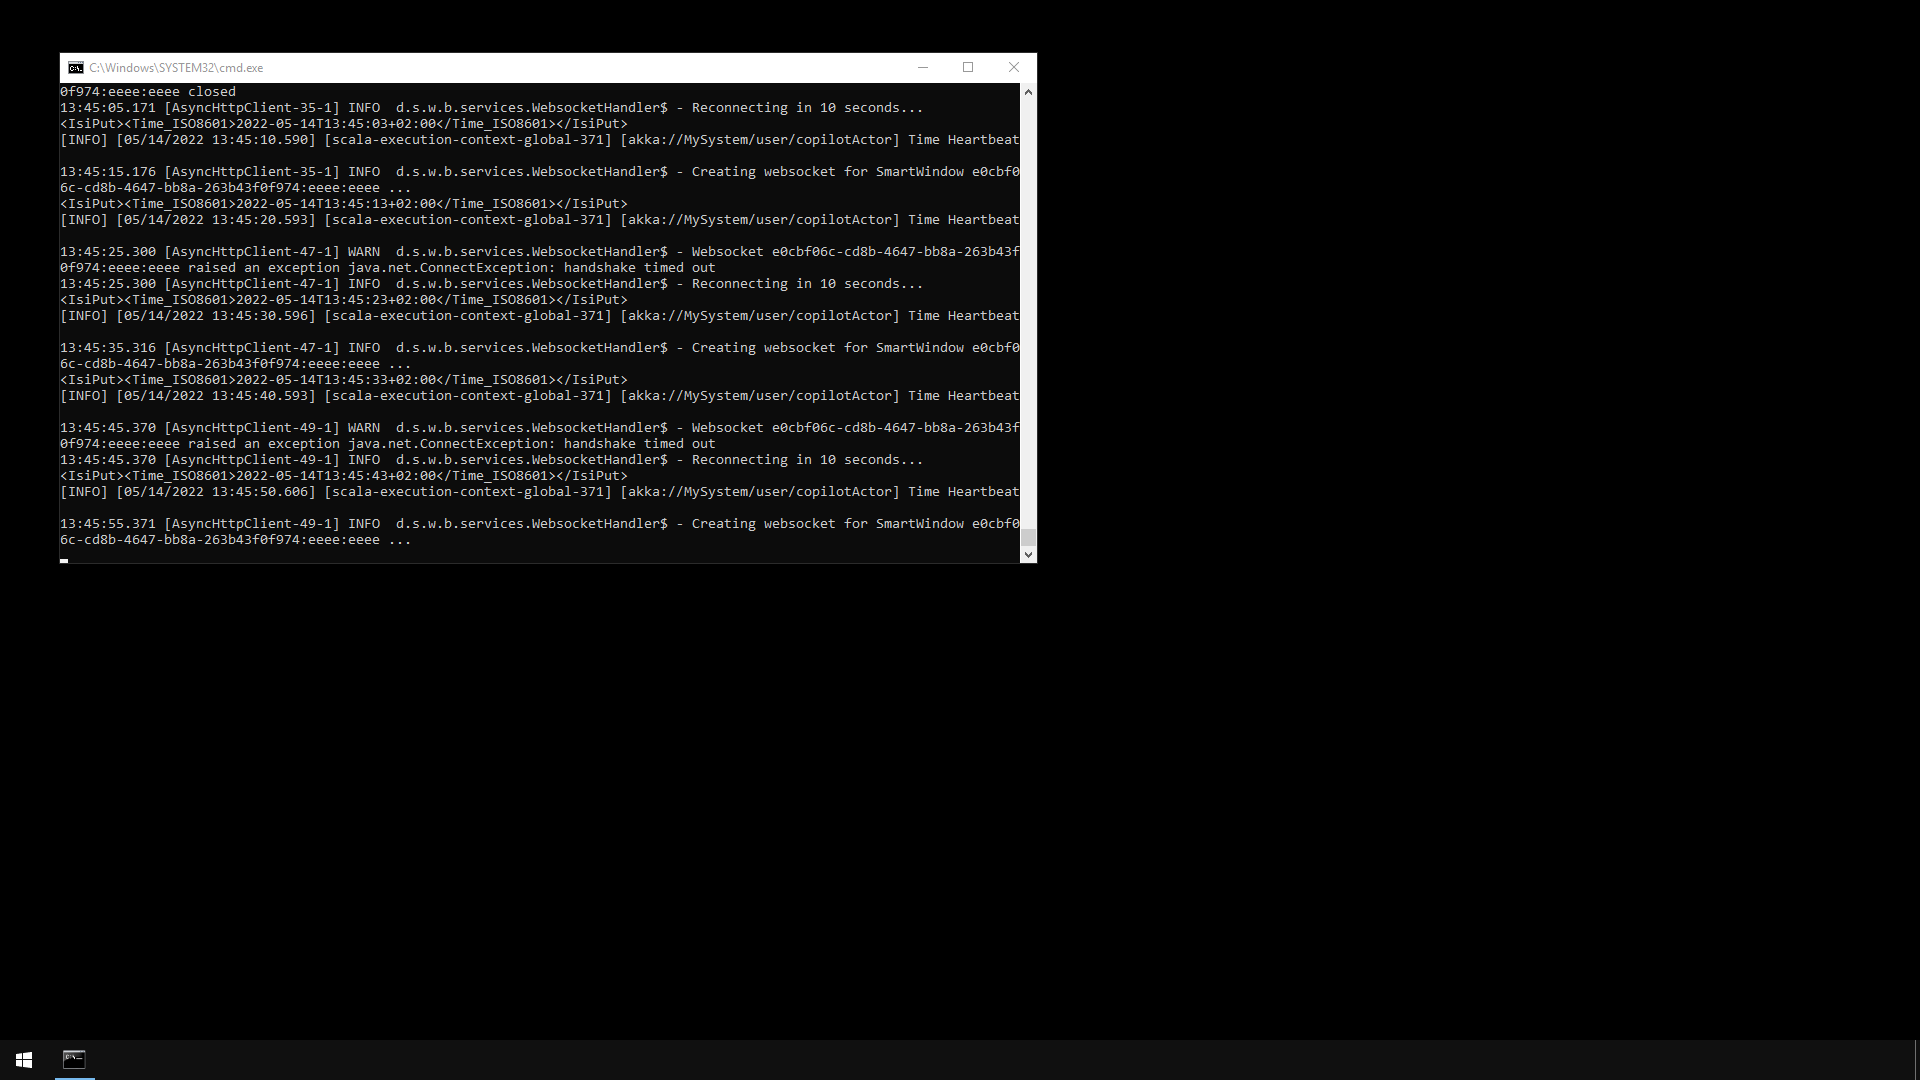 C:\Windows\SYSTEM32\cmd.exe
0f974:eeee:eeee closed
13:45:05.171 [AsyncHttpClient-35-1] INFO  d.s.w.b.services.WebsocketHandler$ - Reconnecting in 10 seconds...
<IsiPut><Time_ISO8601>2022-05-14T13:45:03+02:00</Time_ISO8601></IsiPut>
[INFO] [05/14/2022 13:45:10.590] [scala-execution-context-global-371] [akka://MySystem/user/copilotActor] Time Heartbeat
13:45:15.176 [AsyncHttpClient-35-1] INFO  d.s.w.b.services.WebsocketHandler$ - Creating websocket for SmartWindow e0cbf0
6c-cd8b-4647-bb8a-263b43f0f974:eeee:eeee ...
<IsiPut><Time_ISO8601>2022-05-14T13:45:13+02:00</Time_ISO8601></IsiPut>
[INFO] [05/14/2022 13:45:20.593] [scala-execution-context-global-371] [akka://MySystem/user/copilotActor] Time Heartbeat
13:45:25.300 [AsyncHttpClient-47-1] WARN  d.s.w.b.services.WebsocketHandler$ - Websocket e0cbf06c-cd8b-4647-bb8a-263b43f
0f974:eeee:eeee raised an exception java.net.ConnectException: handshake timed out
13:45:25.300 [AsyncHttpClient-47-1] INFO  d.s.w.b.services.WebsocketHandler$ - Reconnecting in 10 seconds...
<IsiPut><Time_ISO8601>2022-05-14T13:45:23+02:00</Time_ISO8601></IsiPut>
[INFO] [05/14/2022 13:45:30.596] [scala-execution-context-global-371] [akka://MySystem/user/copilotActor] Time Heartbeat
13:45:35.316 [AsyncHttpClient-47-1] INFO  d.s.w.b.services.WebsocketHandler$ - Creating websocket for SmartWindow e0cbf0
6c-cd8b-4647-bb8a-263b43f0f974:eeee:eeee ...
<IsiPut><Time_ISO8601>2022-05-14T13:45:33+02:00</Time_ISO8601></IsiPut>
[INFO] [05/14/2022 13:45:40.593] [scala-execution-context-global-371] [akka://MySystem/user/copilotActor] Time Heartbeat
13:45:45.370 [AsyncHttpClient-49-1] WARN  d.s.w.b.services.WebsocketHandler$ - Websocket e0cbf06c-cd8b-4647-bb8a-263b43f
0f974:eeee:eeee raised an exception java.net.ConnectException: handshake timed out
13:45:45.370 [AsyncHttpClient-49-1] INFO  d.s.w.b.services.WebsocketHandler$ - Reconnecting in 10 seconds...
<IsiPut><Time_ISO8601>2022-05-14T13:45:43+02:00</Time_ISO8601></IsiPut>
[INFO] [05/14/2022 13:45:50.606] [scala-execution-context-global-371] [akka://MySystem/user/copilotActor] Time Heartbeat
13:45:55.371 [AsyncHttpClient-49-1] INFO  d.s.w.b.services.WebsocketHandler$ - Creating websocket for SmartWindow e0cbf0
6c-cd8b-4647-bb8a-263b43f0f974:eeee:eeee ...